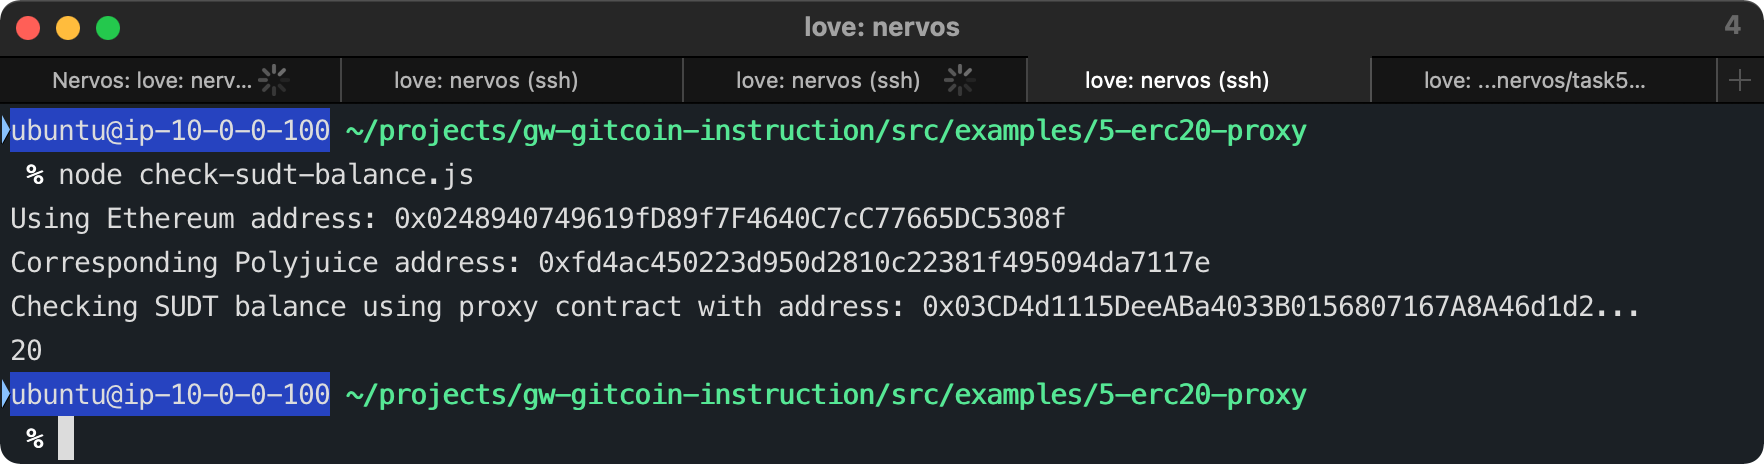 love: nervos
4
Nervos: love: nerv...
love: nervos (ssh)
love: nervos (ssh)
love: nervos (ssh)
love: ...nervos/task5...
ubuntu@ip-10-0-0-100 ~/projects/gw-gitcoin-instruction/src/examples/5-erc20-proxy
% node check-sudt-balance.js
Using Ethereum address: 0x0248940749619fD89f7F4640C7cC77665DC5308f
Corresponding Polyjuice address: 0xfd4ac450223d950d2810c22381f495094da7117e
Checking SUDT balance using proxy contract with address: 0x03CD4d1115DeeABa4033B0156807167A8A46d1d2...
20
ubuntu@ip-10-0-0-100 ~/projects/gw-gitcoin-instruction/src/examples/5-erc20-proxy
%